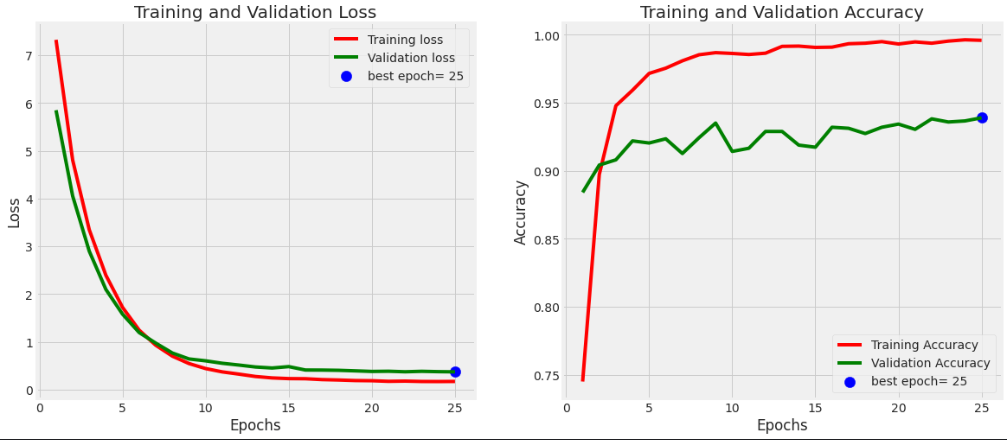 Training and Validation Loss
7
6
5
4
3
2
1
0
Loss
0 5 10 15 20 25
Epochs
Training loss
Validation loss
best epoch= 25
Training and Validation Accuracy
1.00
0.95
0.90
0.85
0.80
0.75
Accuracy
0 5 10 15 20 25
Epochs
Training Accuracy
Validation Accuracy
best epoch= 25